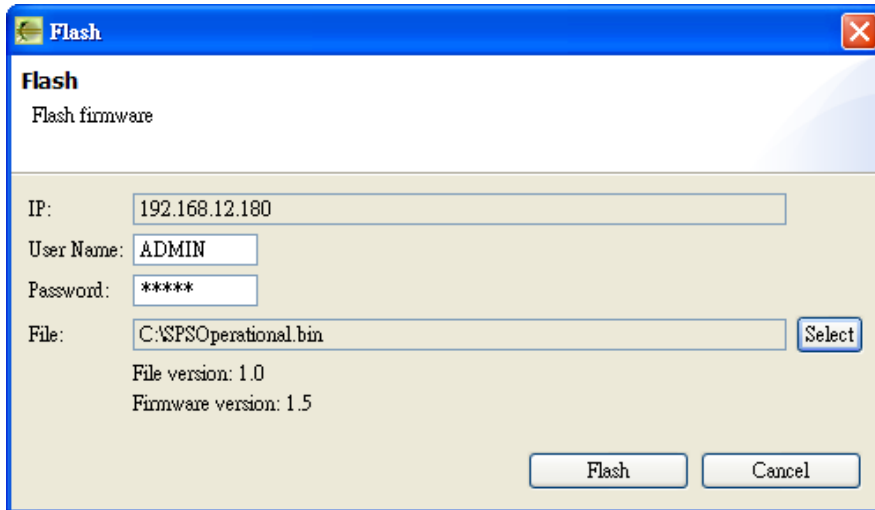 Flash
Flash
Flash firmware
IP: 192.168.12.180
User Name: ADMIN
Password: *****
File: C:\SPSOperational.bin Select
File version: 1.0
Firmware version: 1.5
Flash Cancel